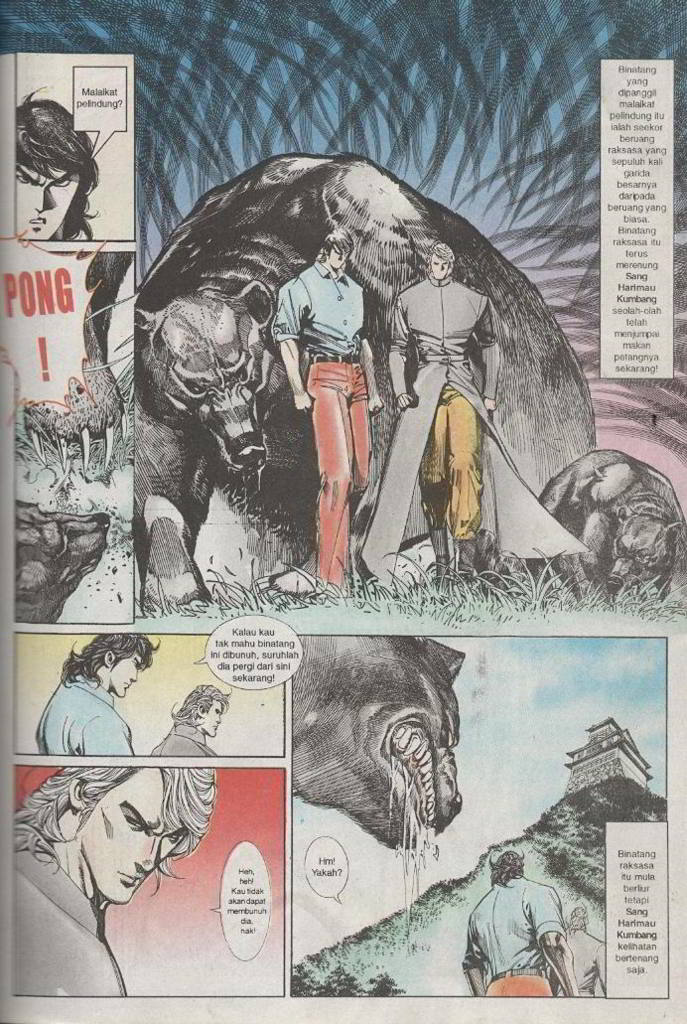 Malaikat
pelindung?
PONG
!
Binatang
yang
dipanggil
malaikat
pelindung itu
ialah seekor
beruang
raksasa yang
sepuluh kali
ganda
besarnya
daripada
beruang yang
biasa.
Binatang
raksasa itu
terus
merenung
Sang
Harimau
Kumbang
seolah-olah
telah
menjumpai
makan
petangnya
sekarang!
Kalau kau
tak mahu binatang
ini dibunuh, suruhlah
dia pergi dari sini
sekarang!
Heh,
heh!
Kau tidak
akan dapat
membunuh
dia,
nak!
Hm!
Yakah?
Binatang
raksasa
itu mula
berliur
tetapi
Sang
Harimau
Kumbang
kelihatan
bertenang
saja.